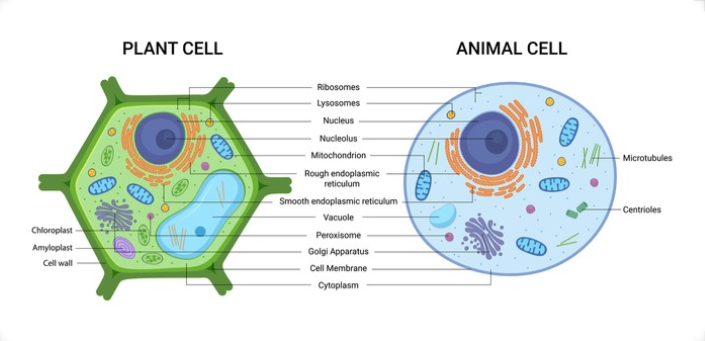 PLANT CELL
ANIMAL CELL
Ribosomes
Lysosomes
Nucleus
Nucleolus
Mitochondrion
Rough endoplasmic
reticulum
Smooth endoplasmic reticulum
Vacuole
Peroxisome
Golgi Apparatus
Cell Membrane
Cytoplasm
Chloroplast
Amyloplast
Cell wall
Microtubules
Centrioles